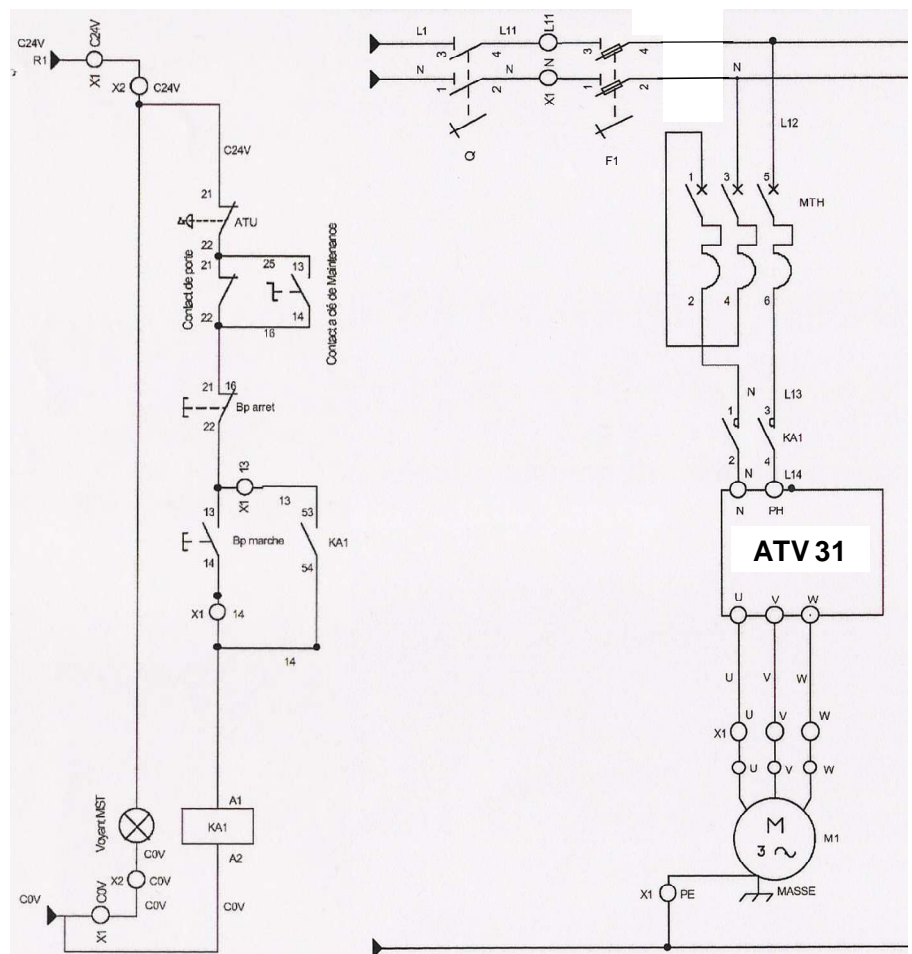 C24V
R1
X1
C24V
X2
C24V
C24V
21
ATU
22
21
25
13
Contact de porte
Contact a clé de Maintenance
22
14
16
21
16
Bp arret
22
13
X1
13
13
53
Bp marche
KA1
14
54
X1
14
14
A1
KA1
A2
Voyant MST
C0V
X2
C0V
C0V
C0V
X1
C0V
C0V
L1
L11
L11
3
4
3
4
N
N
N
N
1
2
X1
1
2
Q
F1
L12
1
3
5
MTH
2
4
6
N
L13
1
3
KA1
2
4
L14
N
PH
ATV 31
U
V
W
U
V
W
U
V
W
X1
U
V
W
M
3 ~
M1
X1
PE
MASSE